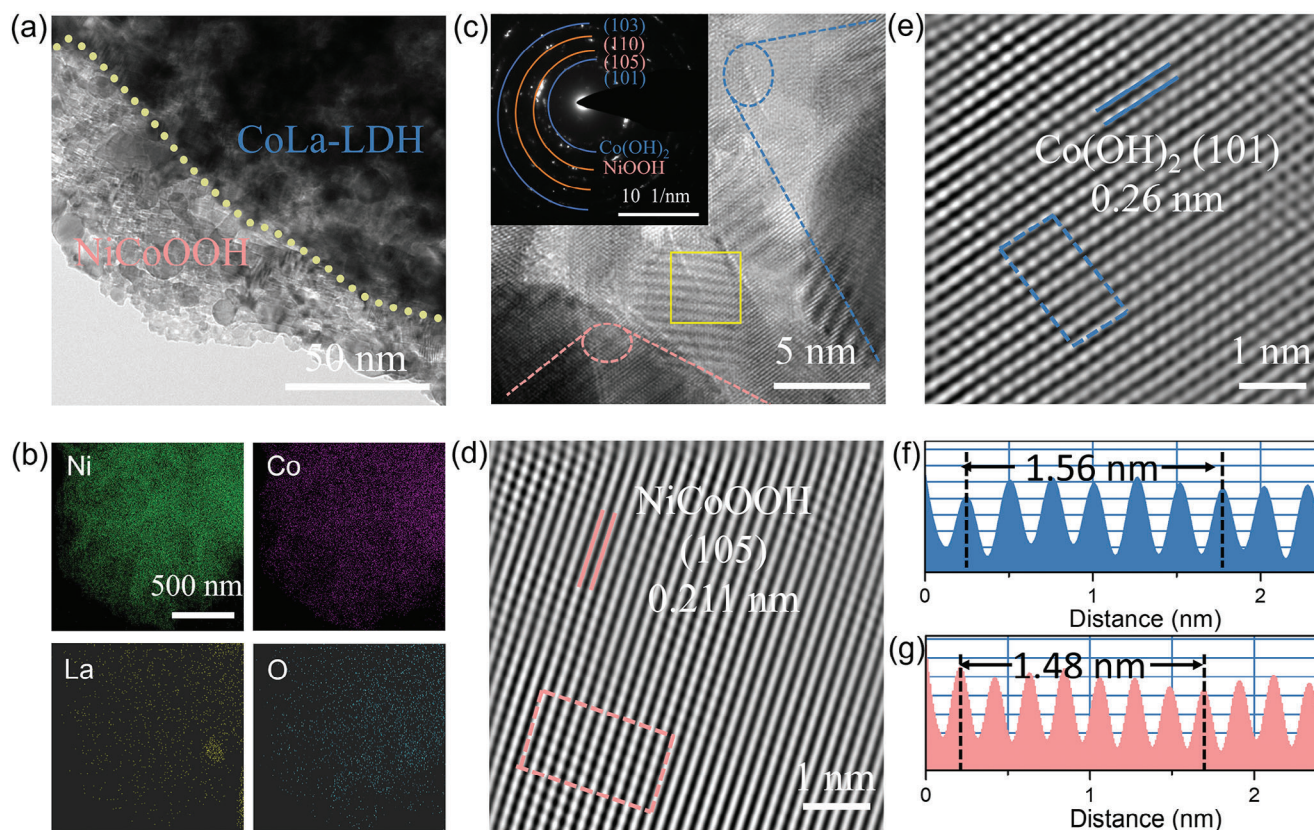 (a)
CoLa-LDH
NiCoOOH
50 nm
(b)
Ni
500 nm
Co
La
O
(c)
(103)
(110)
(105)
(101)
Co(OH)₂
NiOOH
10 1/nm
5 nm
(d)
NiCoOOH
(105)
0.211 nm
1 nm
(e)
Co(OH)₂ (101)
0.26 nm
1 nm
(f)
1.56 nm
0 1 2
Distance (nm)
(g)
1.48 nm
0 1 2
Distance (nm)